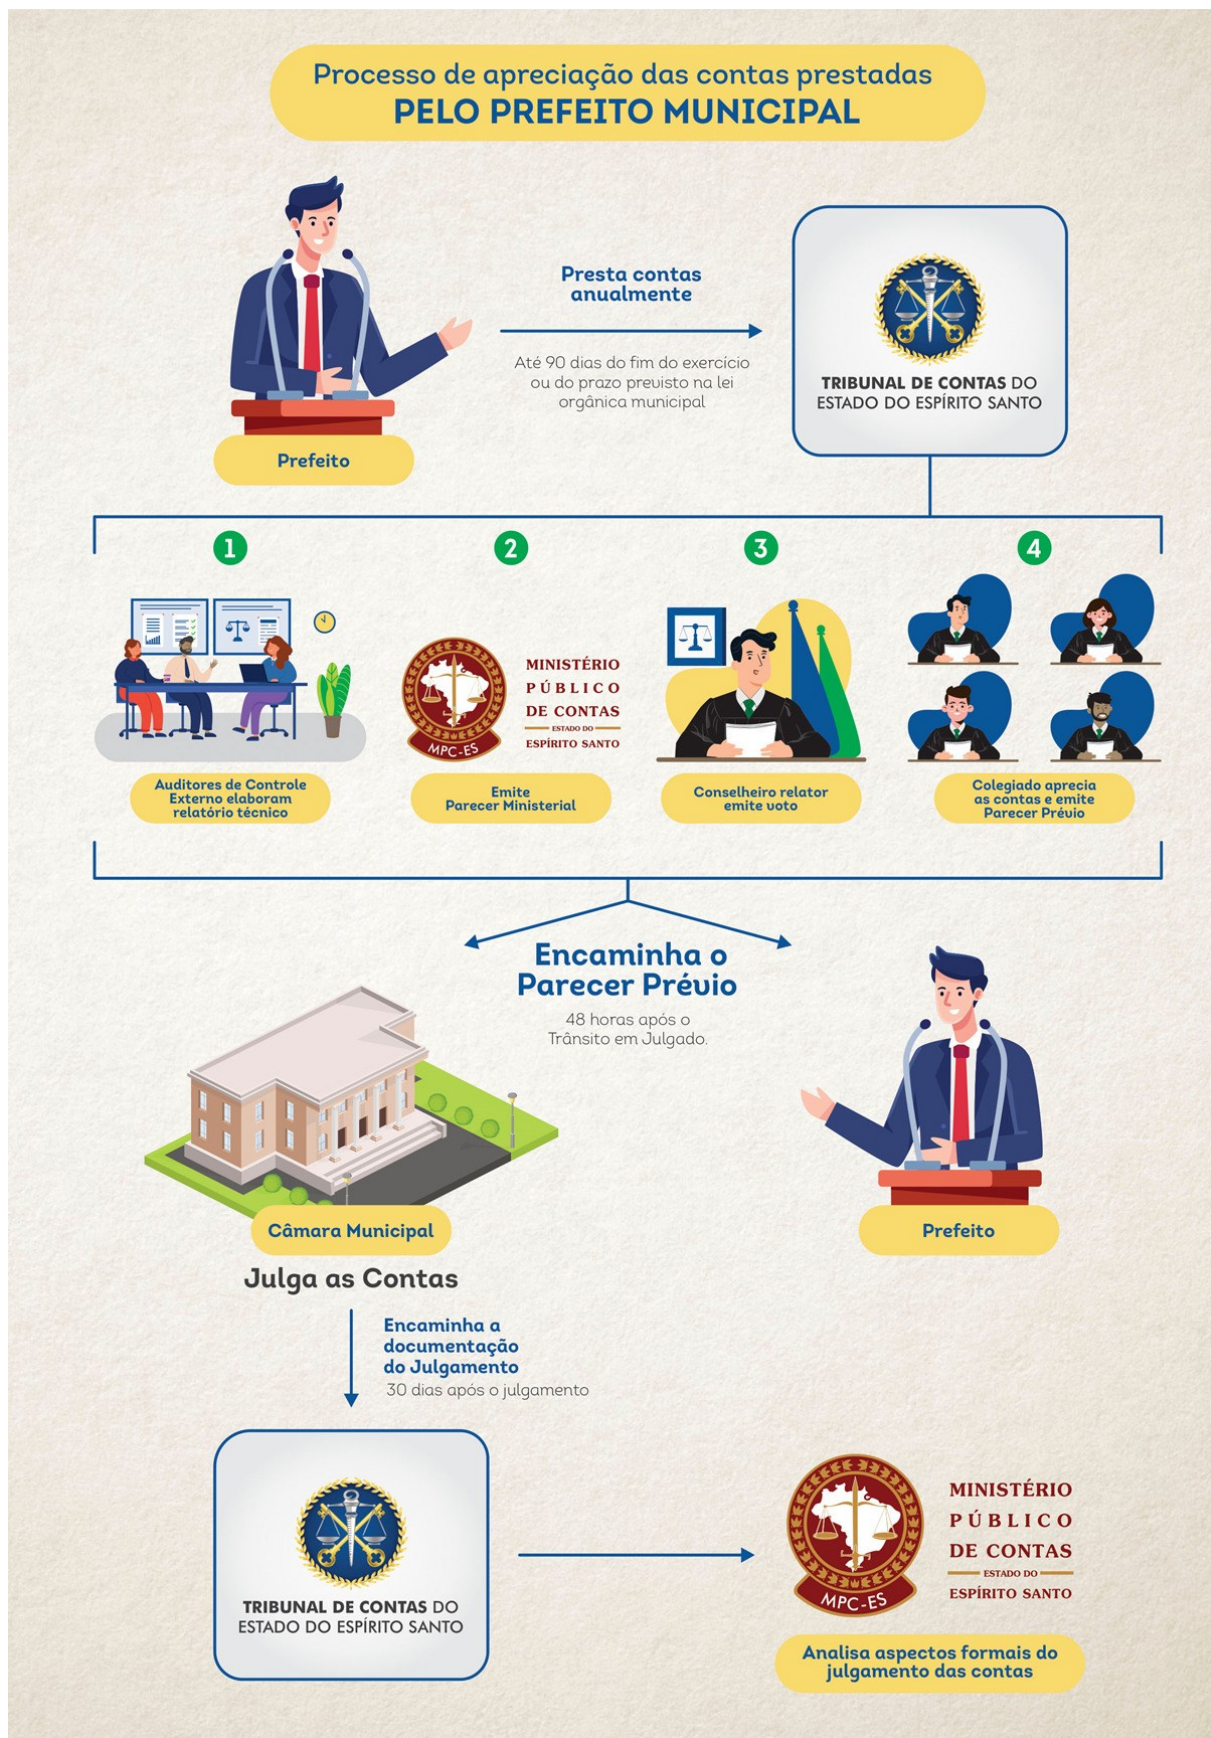 Processo de apreciação das contas prestadas
PELO PREFEITO MUNICIPAL
Presta contas
anualmente
Até 90 dias do fim do exercício
ou do prazo previsto na lei
orgânica municipal
TRIBUNAL DE CONTAS DO
ESTADO DO ESPÍRITO SANTO
Prefeito
1
2
3
4
MINISTÉRIO
PÚBLICO
DE CONTAS
ESTADO DO
ESPÍRITO SANTO
MPC-ES
Auditores de Controle
Externo elaboram
relatório técnico
Emite
Parecer Ministerial
Conselheiro relator
emite voto
Colegiado aprecia
as contas e emite
Parecer Prévio
Encaminha o
Parecer Prévio
48 horas após o
Trânsito em Julgado.
Câmara Municipal
Prefeito
Julga as Contas
Encaminha a
documentação
do Julgamento
30 dias após o julgamento
TRIBUNAL DE CONTAS DO
ESTADO DO ESPÍRITO SANTO
MINISTÉRIO
PÚBLICO
DE CONTAS
ESTADO DO
ESPÍRITO SANTO
MPC-ES
Analisa aspectos formais do
julgamento das contas